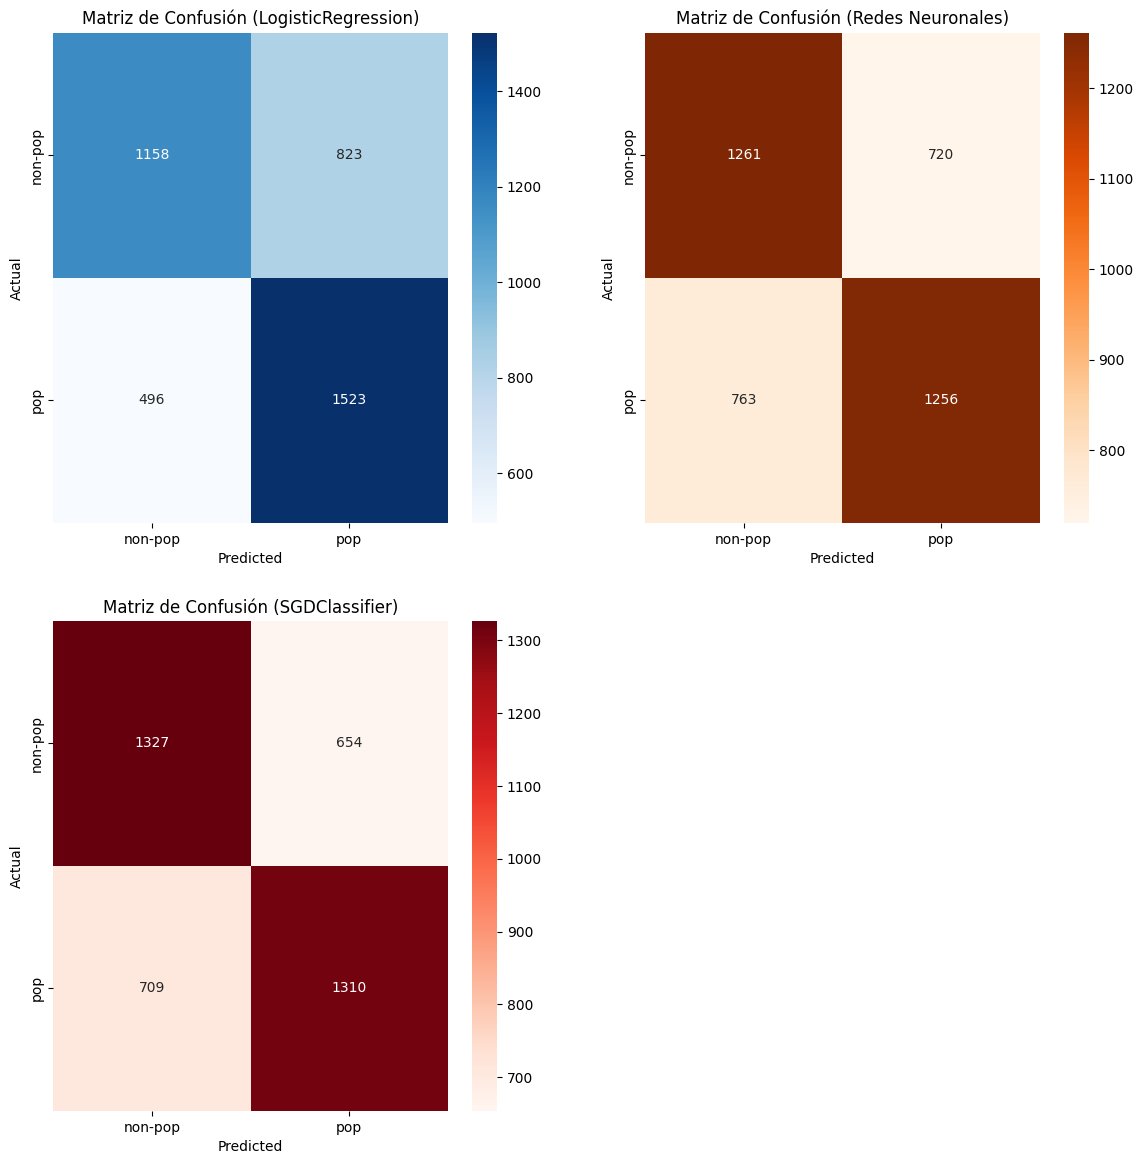 Matriz de Confusión (LogisticRegression)
non-pop
pop
Actual
1158
823
496
1523
non-pop
pop
Predicted
1400
1200
1000
800
600
Matriz de Confusión (Redes Neuronales)
non-pop
pop
Actual
1261
720
763
1256
non-pop
pop
Predicted
1200
1100
1000
900
800
Matriz de Confusión (SGDClassifier)
non-pop
pop
Actual
1327
654
709
1310
non-pop
pop
Predicted
1300
1200
1100
1000
900
800
700